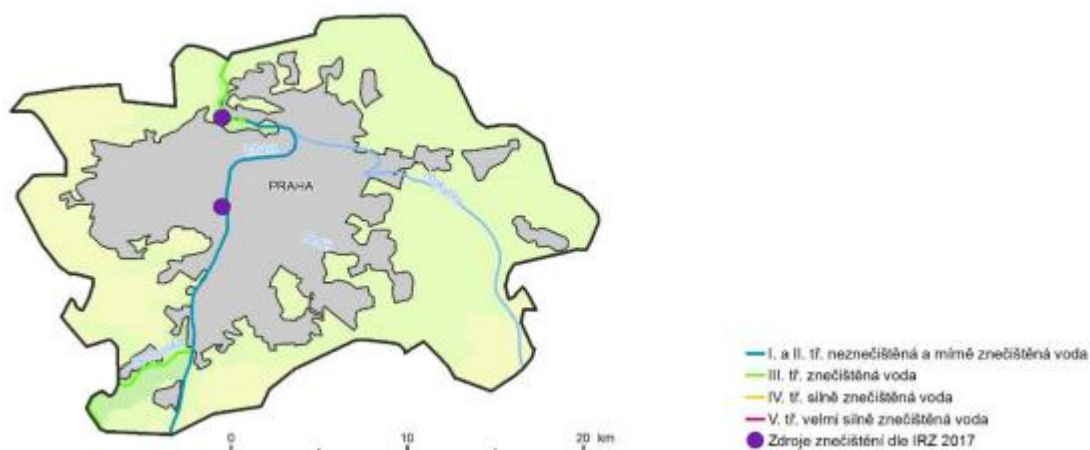 PRAHA
0 10 20 km
I. a II. tř. neznečištěná a mírně znečištěná voda
III. tř. znečištěná voda
IV. tř. silně znečištěná voda
V. tř. velmi silně znečištěná voda
Zdroje znečištění dle IRZ 2017